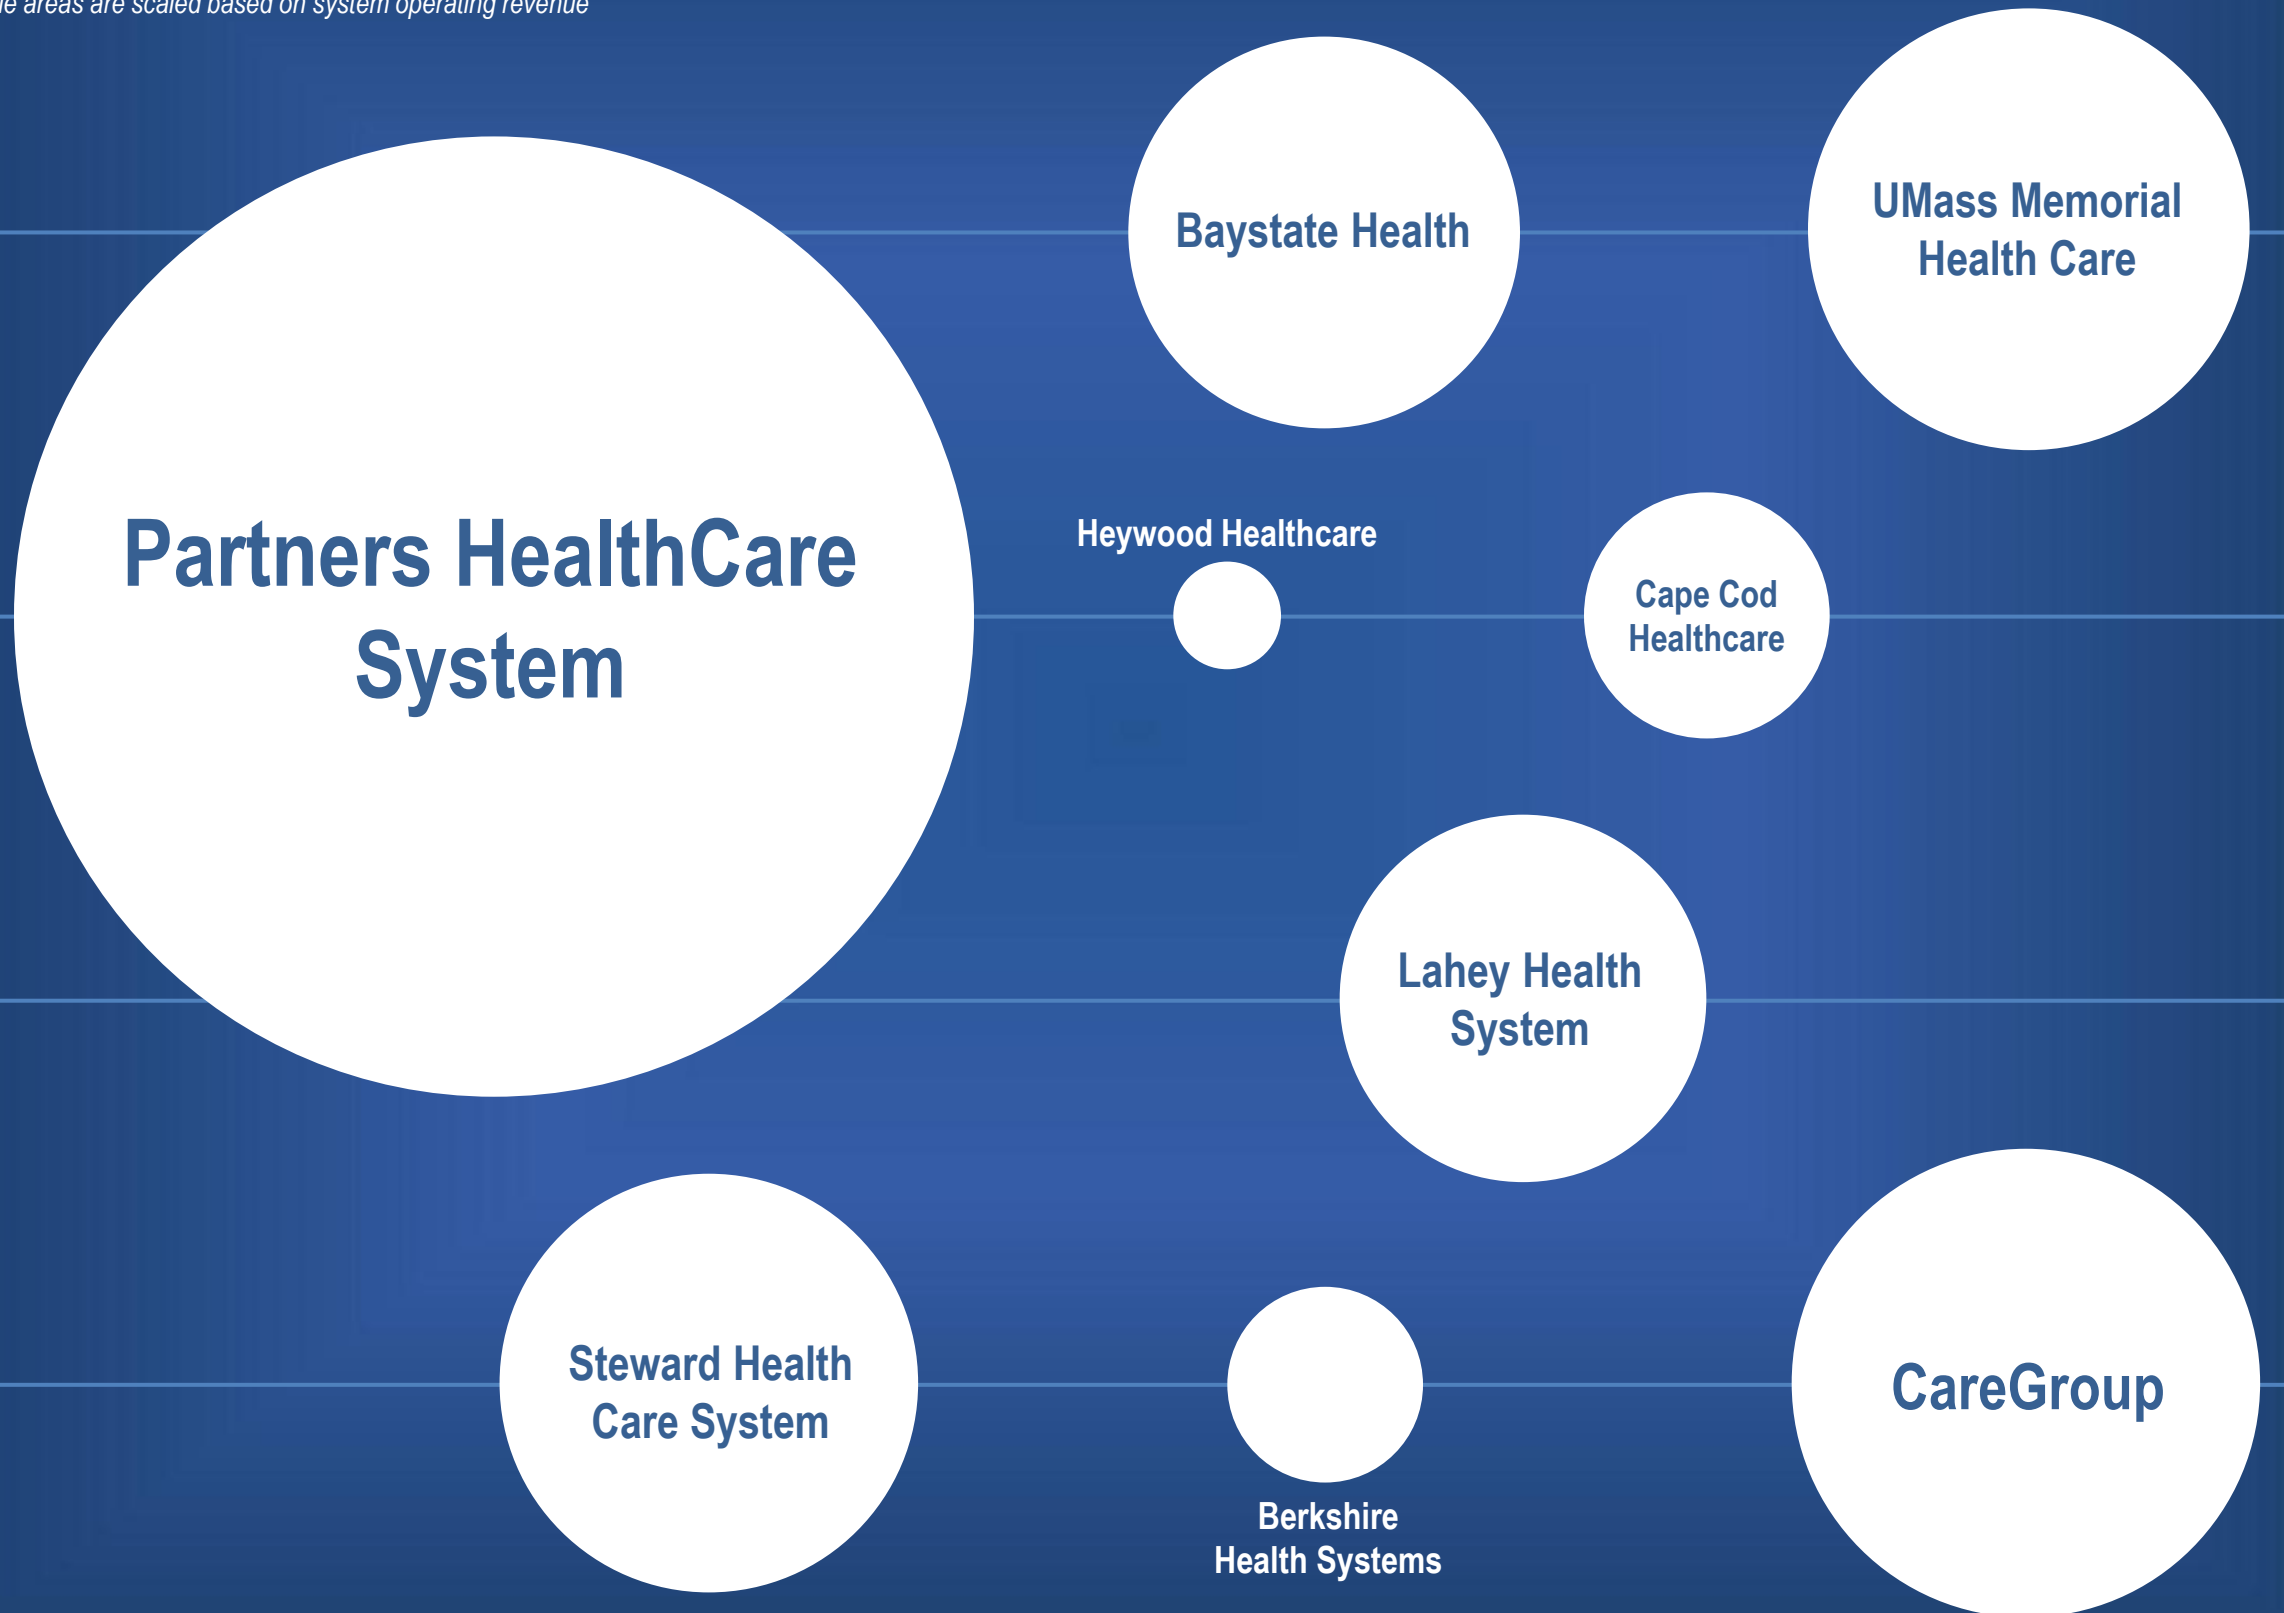 areas are scaled based on system operating revenue
Baystate Health
UMass Memorial
Health Care
Partners HealthCare
System
Heywood Healthcare
Cape Cod
Healthcare
Lahey Health
System
Steward Health
Care System
CareGroup
Berkshire
Health Systems